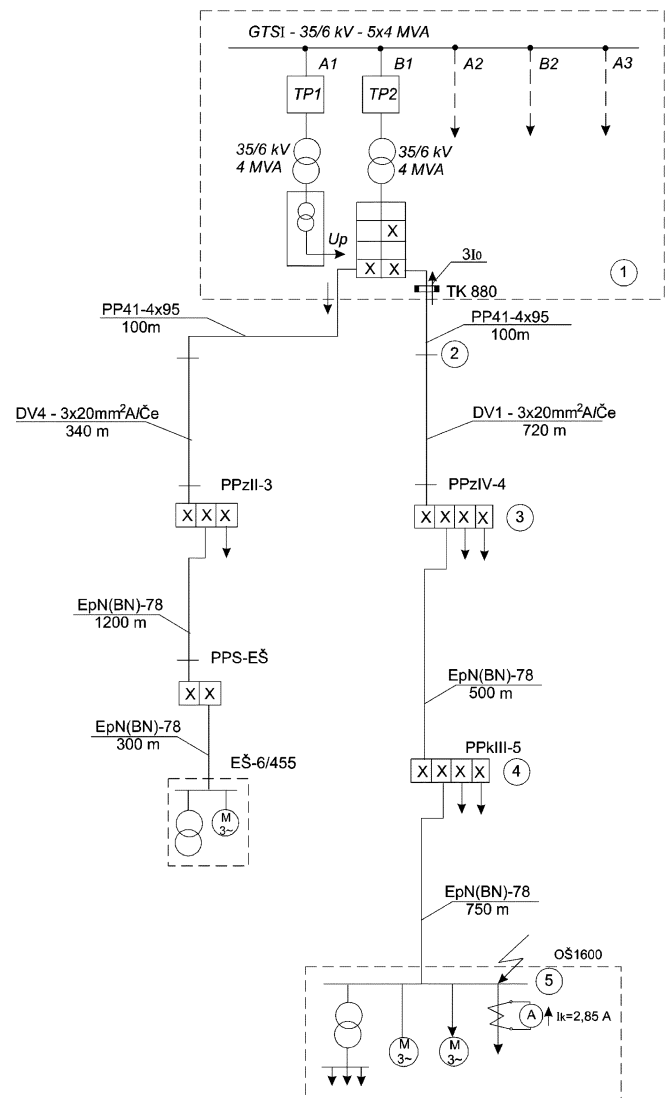 GTSI - 35/6 kV - 5x4 MVA
A1
B1
A2
B2
A3
TP1
TP2
35/6 kV
4 MVA
35/6 kV
4 MVA
Up
X
X X
3I0
1
TK 880
PP41-4x95
100m
PP41-4x95
100m
2
DV4 - 3x20mm²A/Če
340 m
DV1 - 3x20mm²A/Če
720 m
PPzII-3
PPzIV-4
X X X
X X X X
3
EpN(BN)-78
1200 m
PPS-EŠ
EpN(BN)-78
500 m
X X
EpN(BN)-78
300 m
PPkIII-5
EŠ-6/455
X X X X
4
M
3~
EpN(BN)-78
750 m
OŠ1600
5
A
Ik=2,85 A
M
3~
M
3~